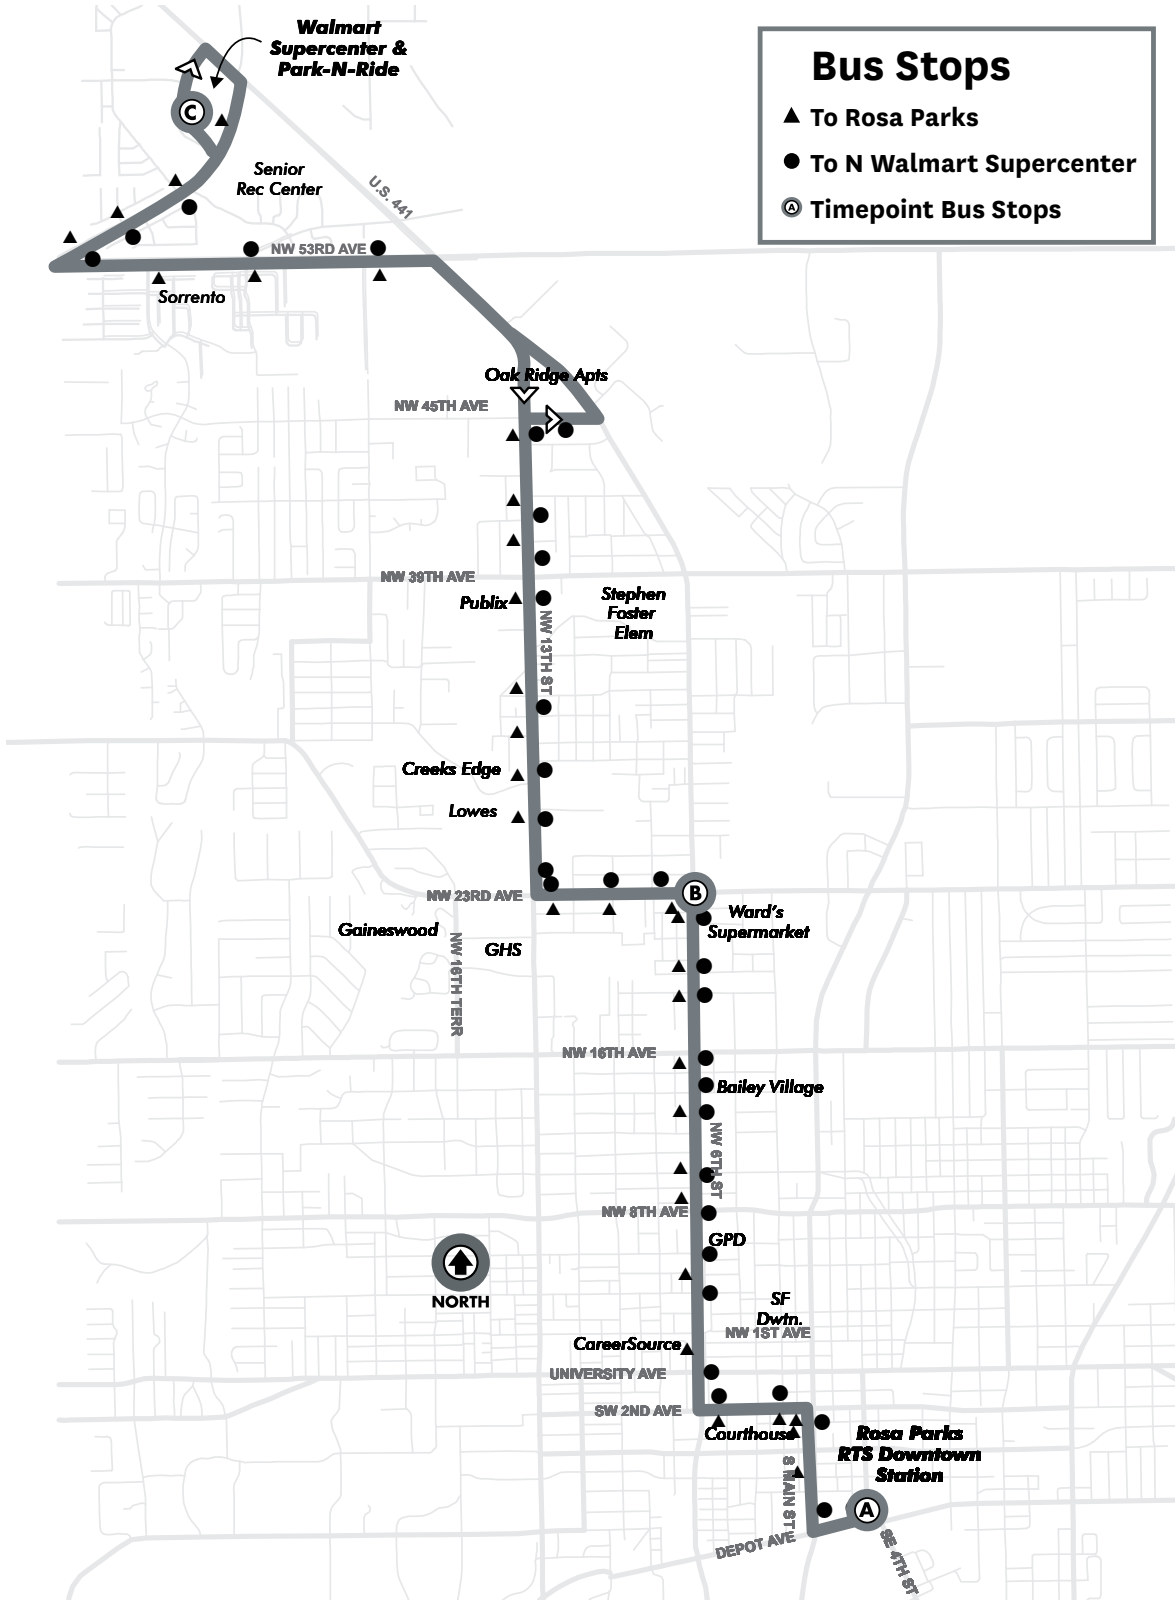 Walmart
Supercenter &
Park-N-Ride
Bus Stops
To Rosa Parks
To N Walmart Supercenter
A
Timepoint Bus Stops
C
Senior
Rec Center
U.S. 441
NW 53RD AVE
Sorrento
Oak Ridge Apts
NW 45TH AVE
NW 39TH AVE
Publix
Stephen
Foster
Elem
NW 13TH ST
Creeks Edge
Lowes
NW 23RD AVE
B
Ward's
Supermarket
Gaineswood
GHS
NW 16TH TERR
NW 16TH AVE
Bailey Village
NW 6TH ST
NW 8TH AVE
GPD
NORTH
SF
Dwtn.
NW 1ST AVE
CareerSource
UNIVERSITY AVE
SW 2ND AVE
Courthouse
Rosa Parks
RTS Downtown
Station
S MAIN ST
A
DEPOT AVE
SE 4TH ST